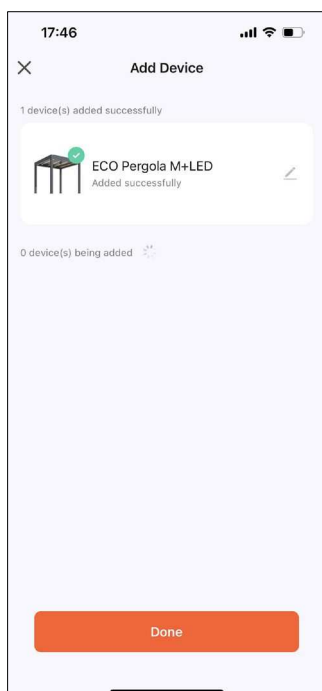 17:46
Add Device
1 device(s) added successfully
ECO Pergola M+LED
Added successfully
0 device(s) being added
Done